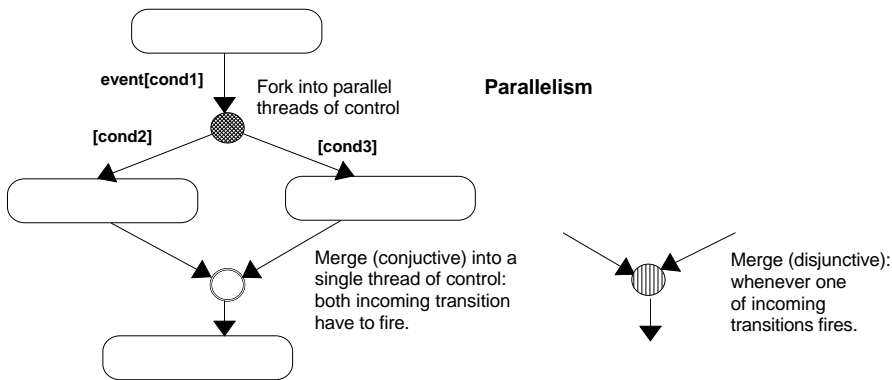 event[cond1]
Fork into parallel
threads of control
Parallelism
[cond2]
[cond3]
Merge (conjuctive) into a
single thread of control:
both incoming transition
have to fire.
Merge (disjunctive):
whenever one
of incoming
transitions fires.